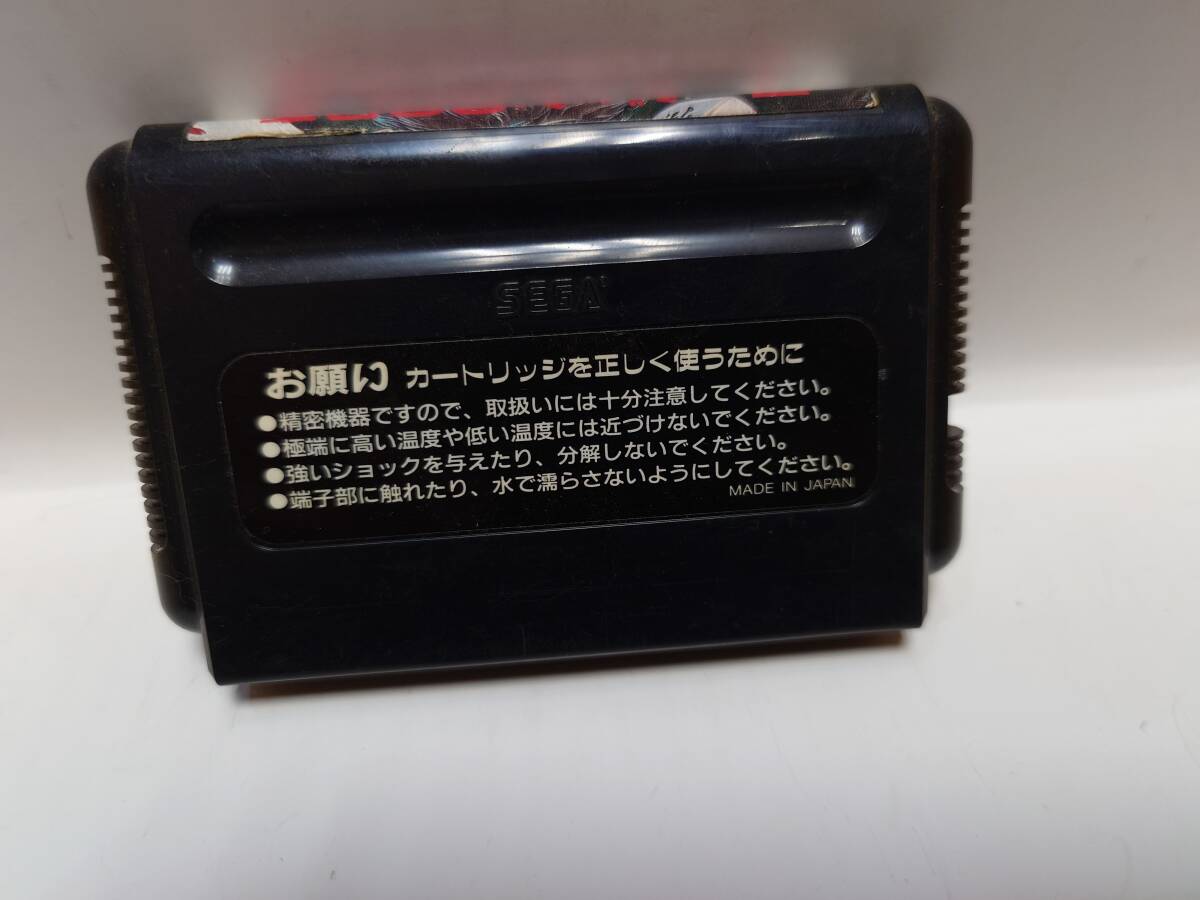 SEGA
お願い カートリッジを正しく使うために
●精密機器ですので、取扱いには十分注意してください。
●極端に高い温度や低い温度には近づけないでください。
●強いショックを与えたり、分解しないでください。
●端子部に触れたり、水で濡らさないようにしてください。
MADE IN JAPAN